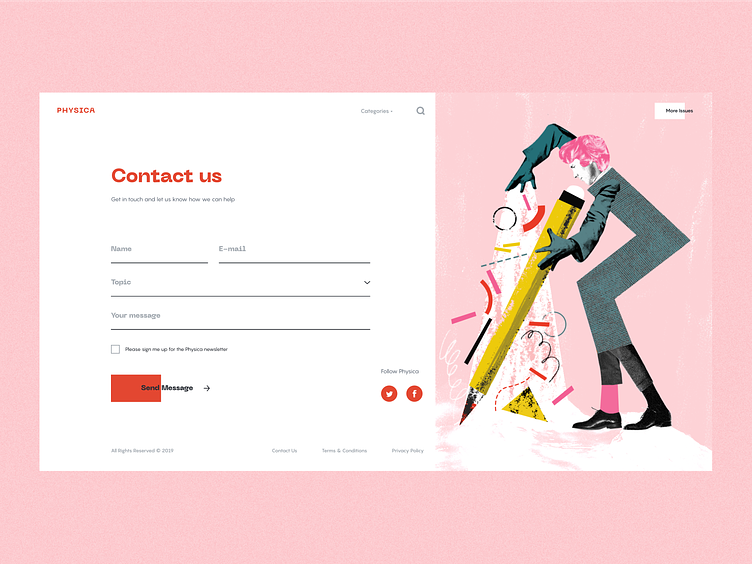 PHYSICA
Categories
More Issues
Contact us
Get in touch and let us know how we can help
Name
E-mail
Topic
Your message
Please sign me up for the Physica newsletter
Send Message →
Follow Physica
All Rights Reserved © 2019
Contact Us
Terms & Conditions
Privacy Policy